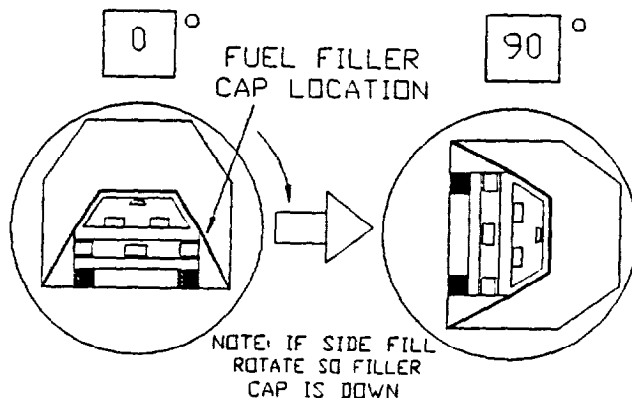 0 °
90 °
FUEL FILLER
CAP LOCATION
NOTE: IF SIDE FILL
ROTATE SO FILLER
CAP IS DOWN